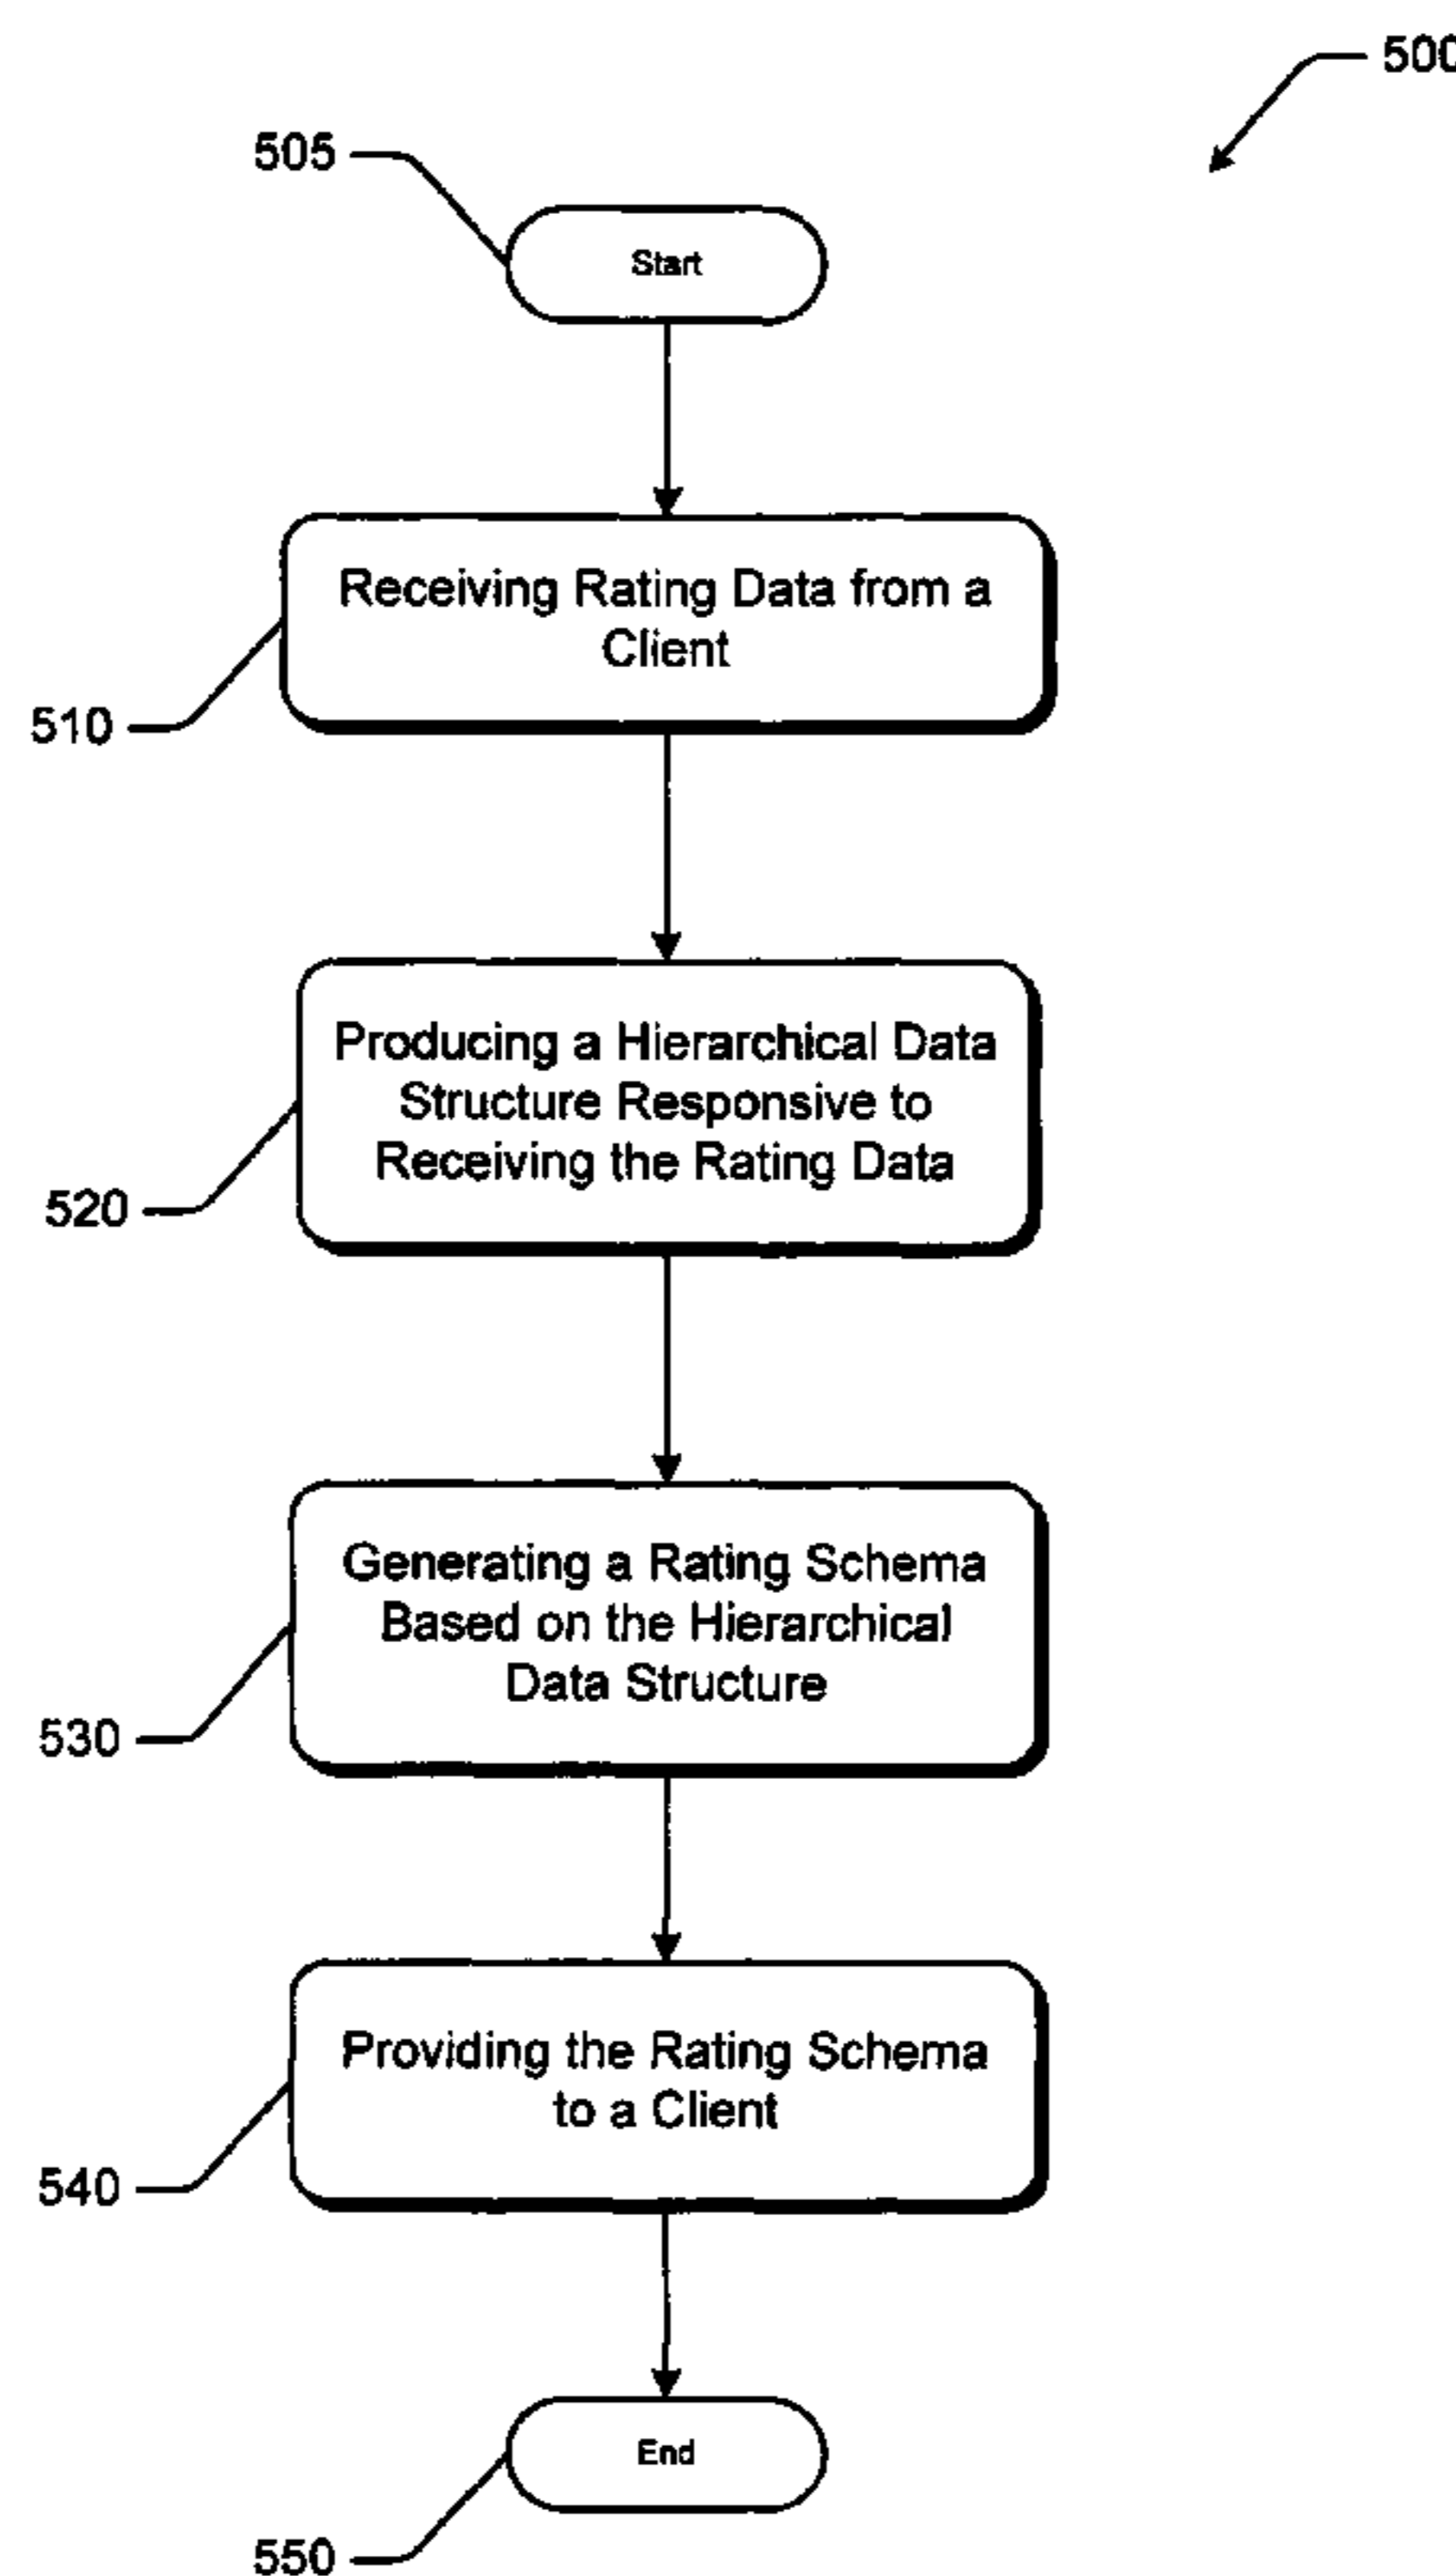 500
505
Start
Receiving Rating Data from a
Client
510
Producing a Hierarchical Data
Structure Responsive to
Receiving the Rating Data
520
Generating a Rating Schema
Based on the Hierarchical
Data Structure
530
Providing the Rating Schema
to a Client
540
End
550